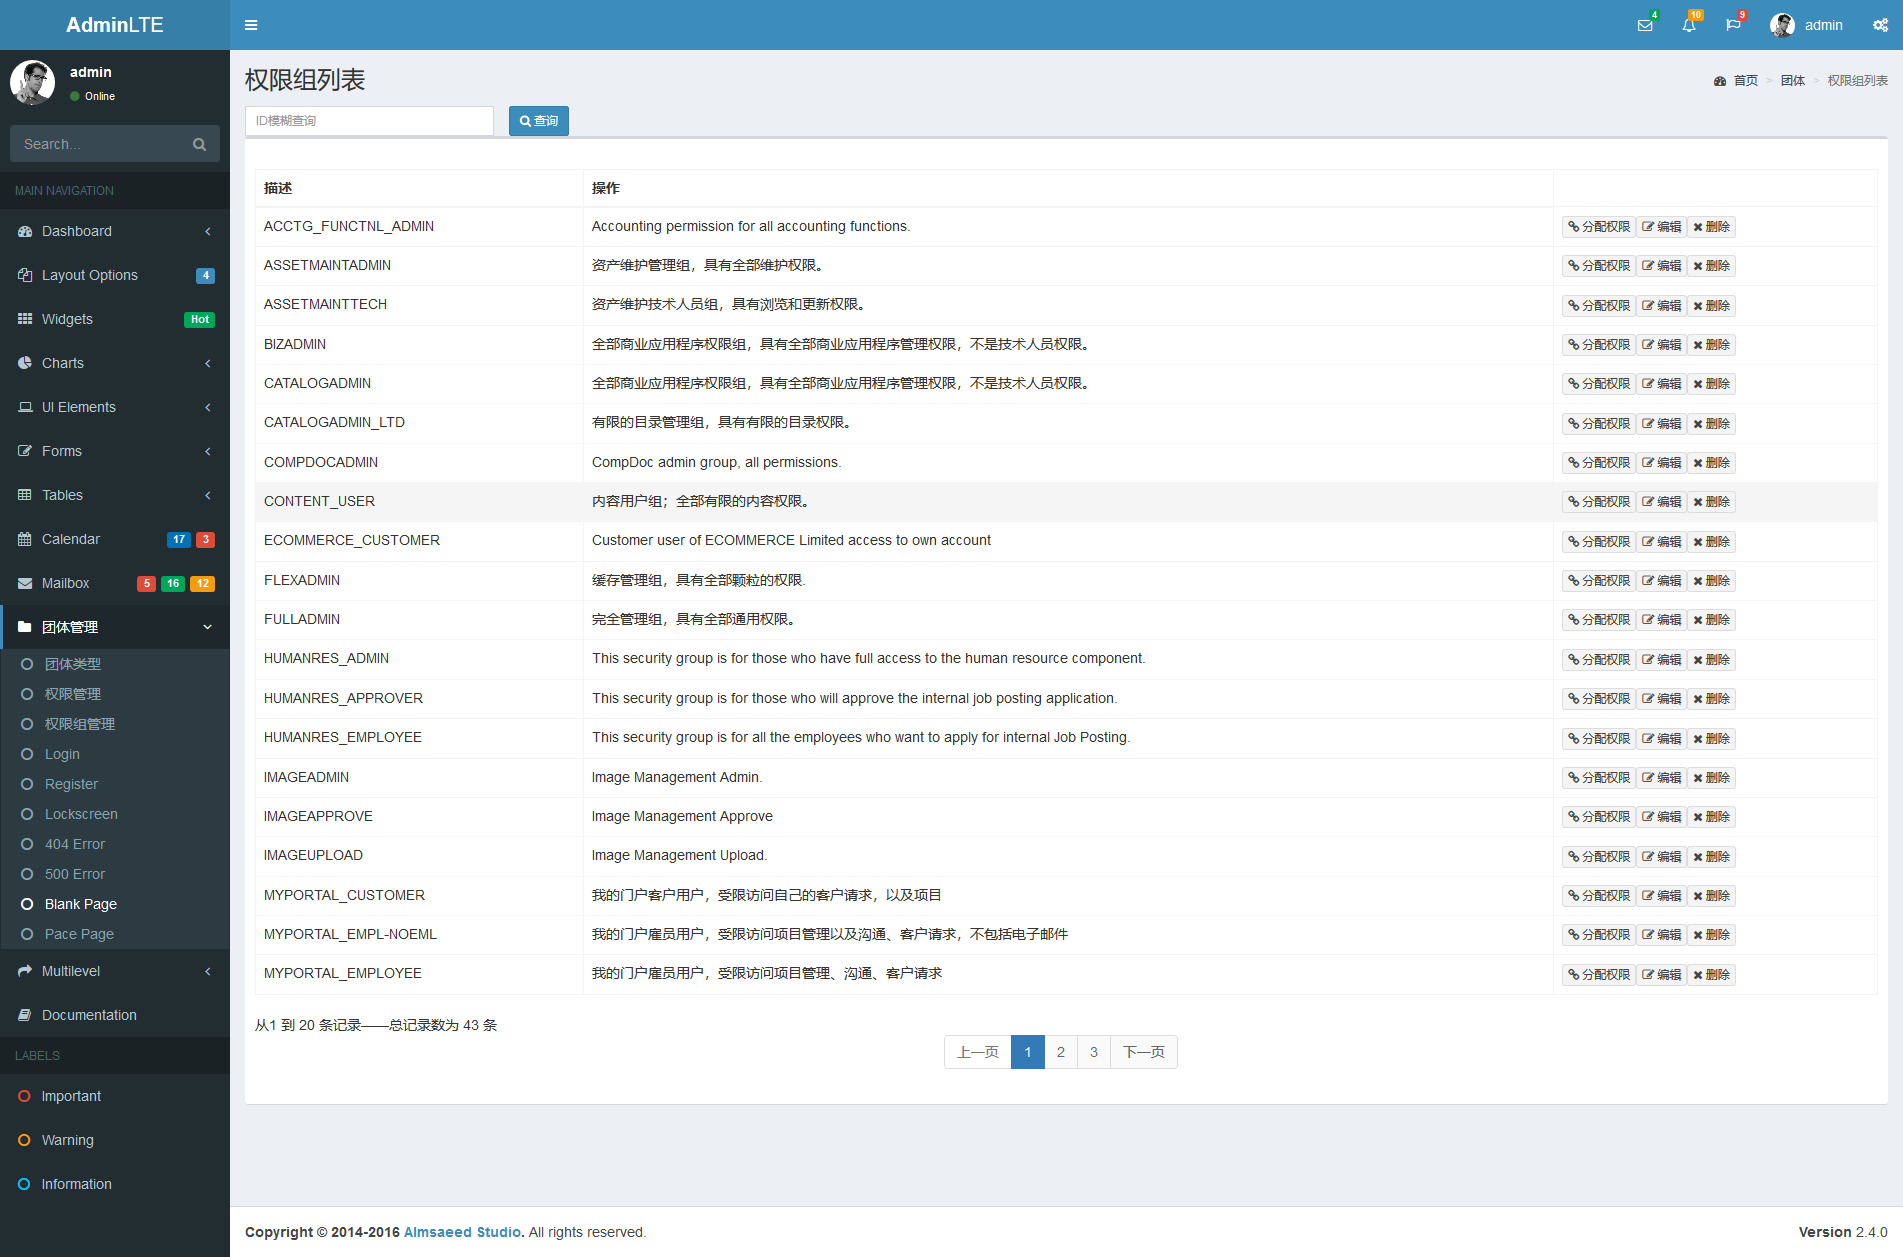 AdminLTE
4
10
9
admin
admin
Online
Search...
MAIN NAVIGATION
Dashboard
Layout Options 4
Widgets Hot
Charts
UI Elements
Forms
Tables
Calendar 17 3
Mailbox 5 16 12
团体管理
团体类型
权限管理
权限组管理
Login
Register
Lockscreen
404 Error
500 Error
Blank Page
Pace Page
Multilevel
Documentation
LABELS
Important
Warning
Information
权限组列表
首页 > 团体 > 权限组列表
ID模糊查询 查询
描述 操作
ACCTG_FUNCTNL_ADMIN Accounting permission for all accounting functions. 分配权限 编辑 删除
ASSETMAINTADMIN 资产维护管理组，具有全部维护权限。 分配权限 编辑 删除
ASSETMAINTTECH 资产维护技术人员组，具有浏览和更新权限。 分配权限 编辑 删除
BIZADMIN 全部商业应用程序权限组，具有全部商业应用程序管理权限，不是技术人员权限。 分配权限 编辑 删除
CATALOGADMIN 全部商业应用程序权限组，具有全部商业应用程序管理权限，不是技术人员权限。 分配权限 编辑 删除
CATALOGADMIN_LTD 有限的目录管理组，具有有限的目录权限。 分配权限 编辑 删除
COMPDOCADMIN CompDoc admin group, all permissions. 分配权限 编辑 删除
CONTENT_USER 内容用户组；全部有限的内容权限。 分配权限 编辑 删除
ECOMMERCE_CUSTOMER Customer user of ECOMMERCE Limited access to own account 分配权限 编辑 删除
FLEXADMIN 缓存管理组，具有全部颗粒的权限. 分配权限 编辑 删除
FULLADMIN 完全管理组，具有全部通用权限。 分配权限 编辑 删除
HUMANRES_ADMIN This security group is for those who have full access to the human resource component. 分配权限 编辑 删除
HUMANRES_APPROVER This security group is for those who will approve the internal job posting application. 分配权限 编辑 删除
HUMANRES_EMPLOYEE This security group is for all the employees who want to apply for internal Job Posting. 分配权限 编辑 删除
IMAGEADMIN Image Management Admin. 分配权限 编辑 删除
IMAGEAPPROVE Image Management Approve 分配权限 编辑 删除
IMAGEUPLOAD Image Management Upload. 分配权限 编辑 删除
MYPORTAL_CUSTOMER 我的门户客户用户，受限访问自己的客户请求，以及项目 分配权限 编辑 删除
MYPORTAL_EMPL-NOEML 我的门户雇员用户，受限访问项目管理以及沟通、客户请求，不包括电子邮件 分配权限 编辑 删除
MYPORTAL_EMPLOYEE 我的门户雇员用户，受限访问项目管理、沟通、客户请求 分配权限 编辑 删除
从1 到 20 条记录——总记录数为 43 条
上一页 1 2 3 下一页
Copyright © 2014-2016 Almsaeed Studio. All rights reserved.
Version 2.4.0